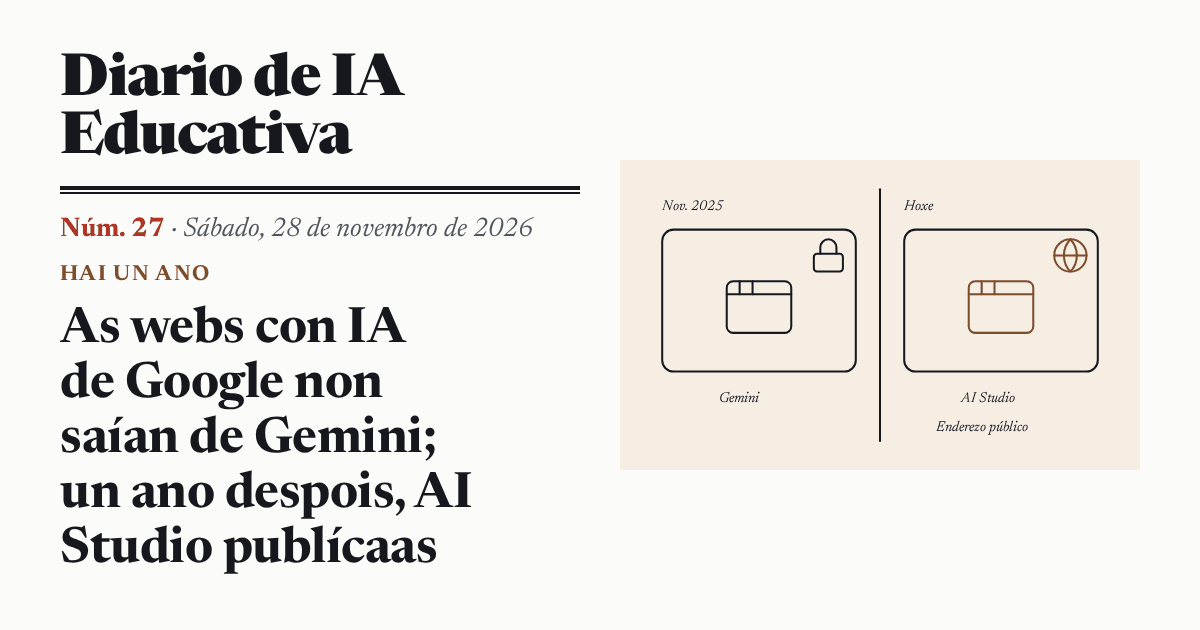 Diario de IA
Educativa
Núm. 27 · Sábado, 28 de novembro de 2026
HAI UN ANO
As webs con IA
de Google non
saían de Gemini;
un ano despois, AI
Studio publícaas
Nov. 2025
Hoxe
Gemini
AI Studio
Enderezo público